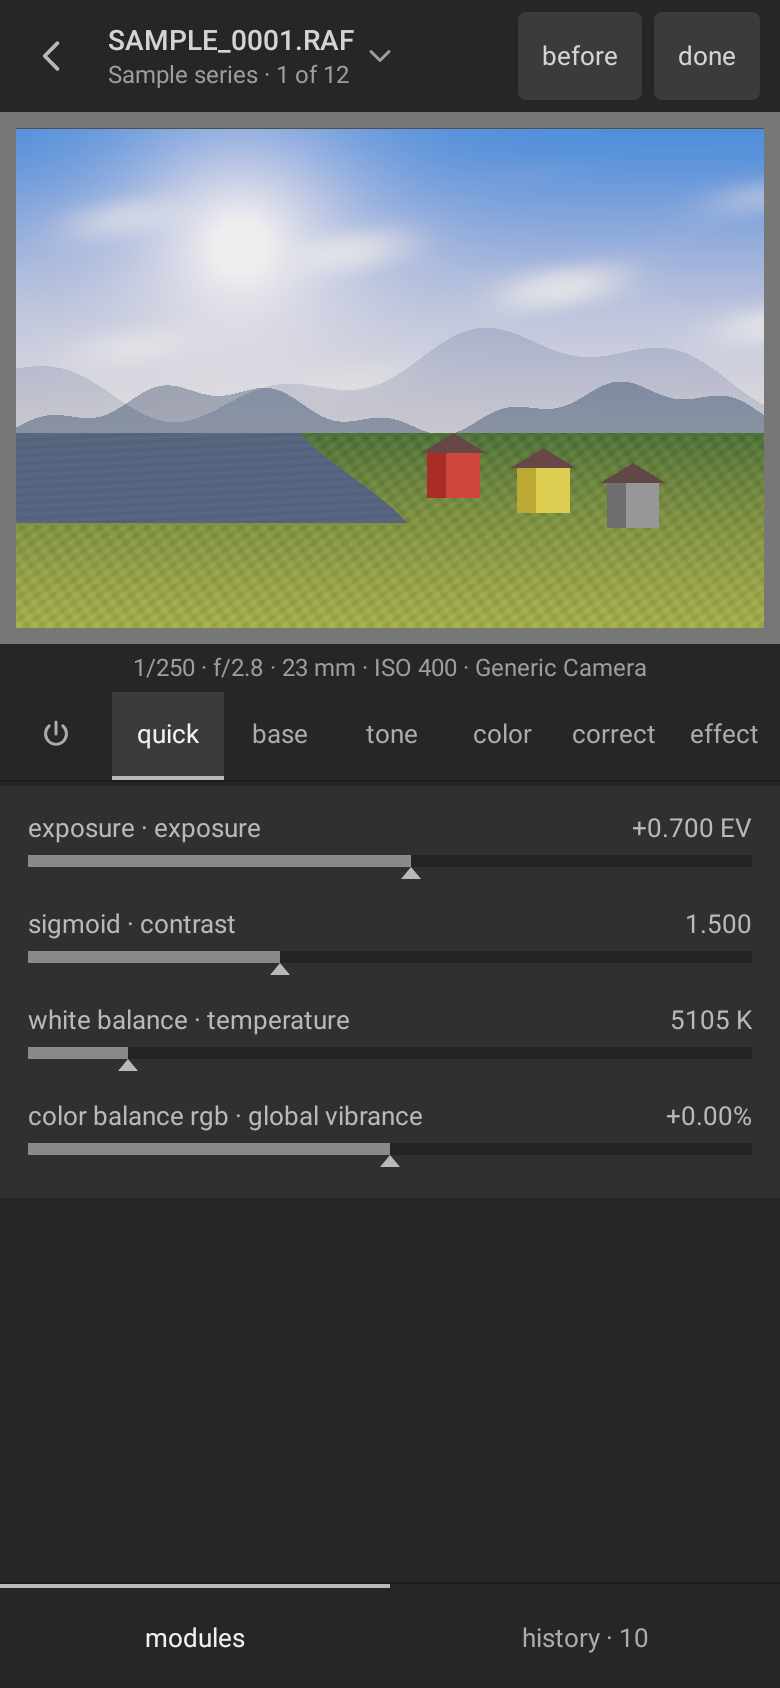 SAMPLE_0001.RAF
Sample series · 1 of 12
before
done
1/250 · f/2.8 · 23 mm · ISO 400 · Generic Camera
quick base tone color correct effect
exposure · exposure +0.700 EV
sigmoid · contrast 1.500
white balance · temperature 5105 K
color balance rgb · global vibrance +0.00%
modules history · 10